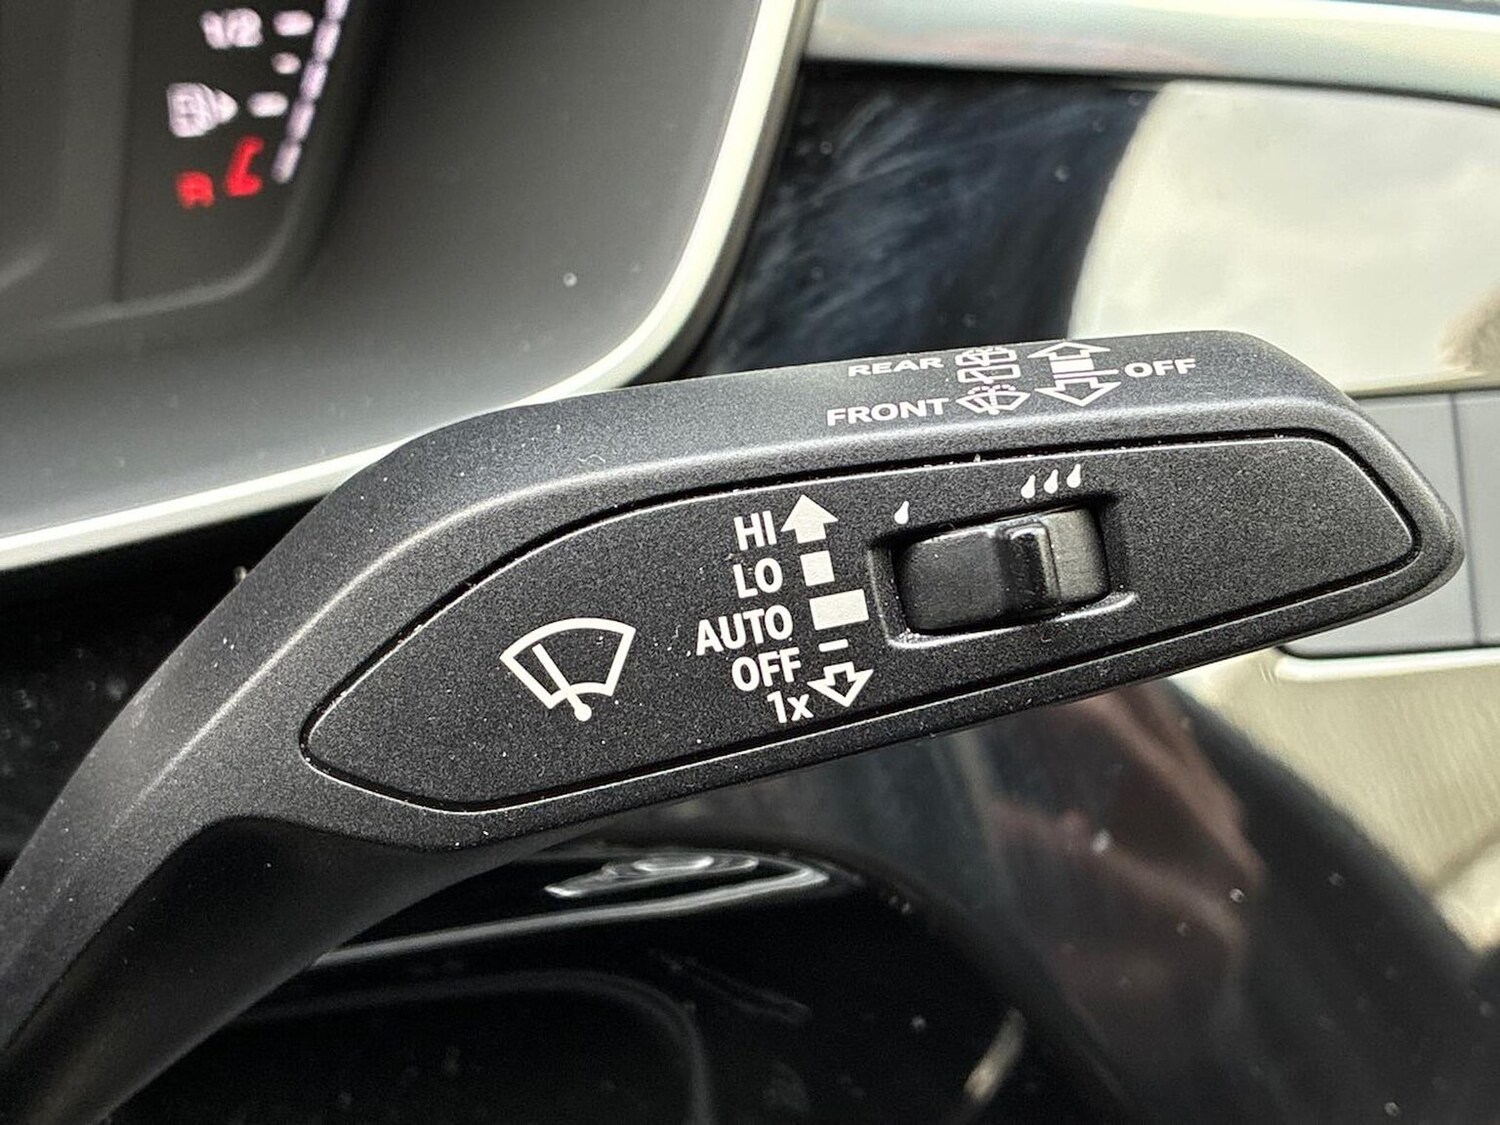 1/2
REAR
OFF
FRONT
HI
LO
AUTO
OFF
1x